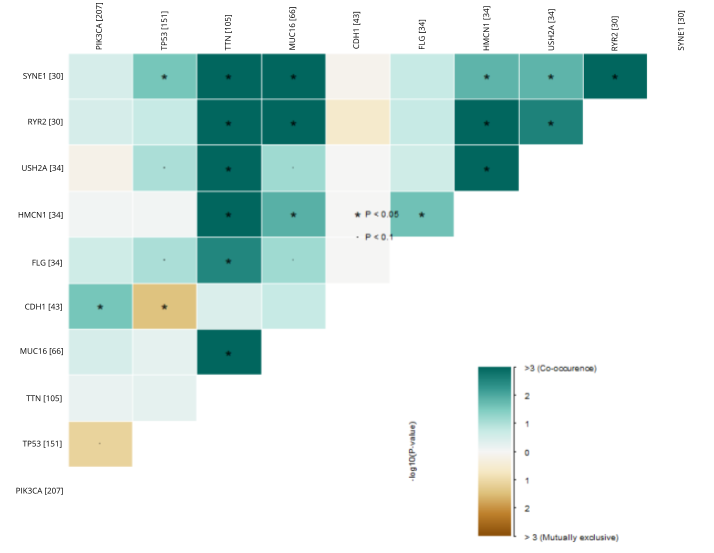 PIK3CA [207]
TP53 [151]
TTN [105]
MUC16 [66]
CDH1 [43]
FLG [34]
HMCN1 [34]
USH2A [34]
RYR2 [30]
SYNE1 [30]
SYNE1 [30]
RYR2 [30]
USH2A [34]
HMCN1 [34]
* P < 0.05
· P < 0.1
FLG [34]
CDH1 [43]
MUC16 [66]
TTN [105]
TP53 [151]
PIK3CA [207]
-log10(P-value)
>3 (Co-occurence)
2
1
0
1
2
> 3 (Mutually exclusive)